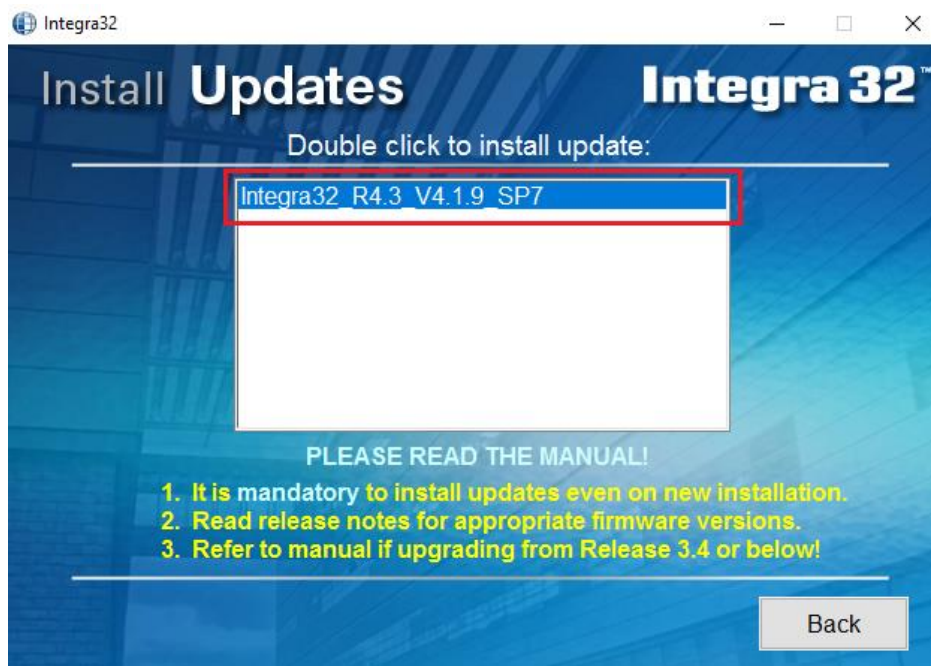 Integra32
Install Updates
Integra 32™
Double click to install update:
Integra32_R4.3_V4.1.9_SP7
PLEASE READ THE MANUAL!
1. It is mandatory to install updates even on new installation.
2. Read release notes for appropriate firmware versions.
3. Refer to manual if upgrading from Release 3.4 or below!
Back